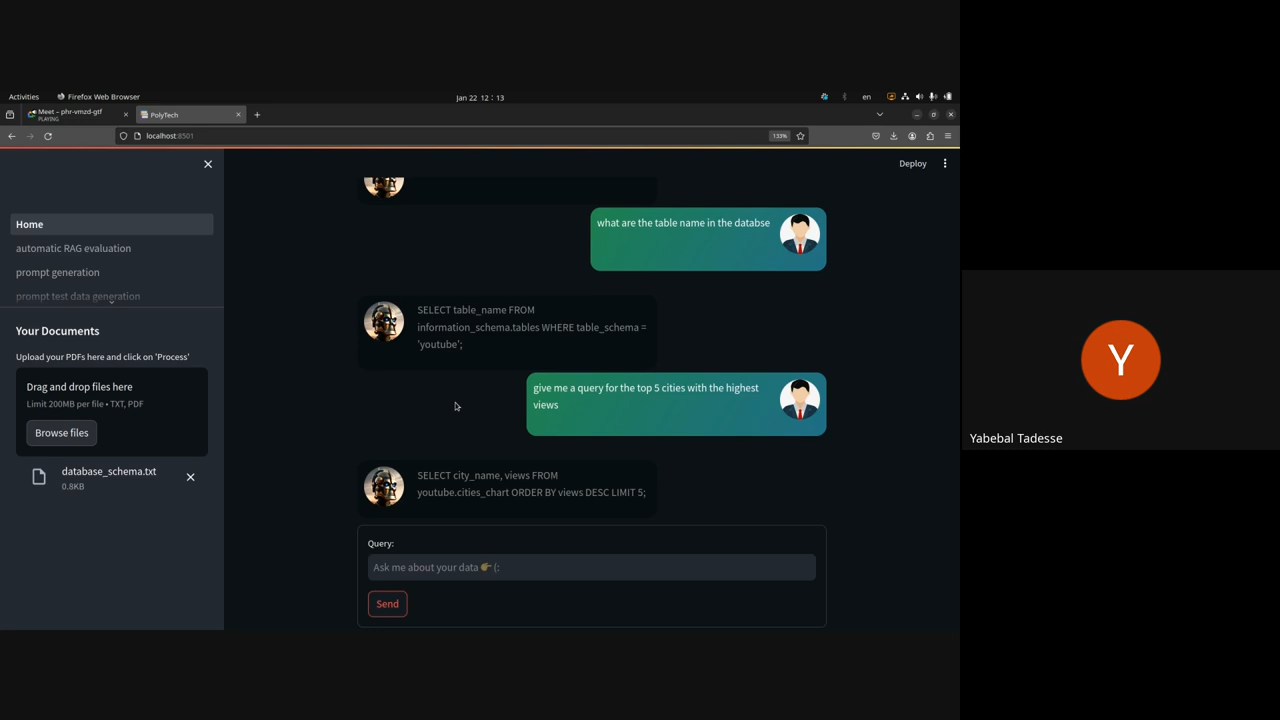 Activities
Firefox Web Browser
Jan 22 12:13
en
Meet – phr-vmzd-gtf
PLAYING
PolyTech
localhost:8501
133%
Deploy
Home
automatic RAG evaluation
prompt generation
prompt test data generation
Your Documents
Upload your PDFs here and click on 'Process'
Drag and drop files here
Limit 200MB per file • TXT, PDF
Browse files
database_schema.txt
0.8KB
what are the table name in the databse
SELECT table_name FROM
information_schema.tables WHERE table_schema =
'youtube';
give me a query for the top 5 cities with the highest
views
SELECT city_name, views FROM
youtube.cities_chart ORDER BY views DESC LIMIT 5;
Query:
Ask me about your data 👉 (:
Send
Y
Yabebal Tadesse